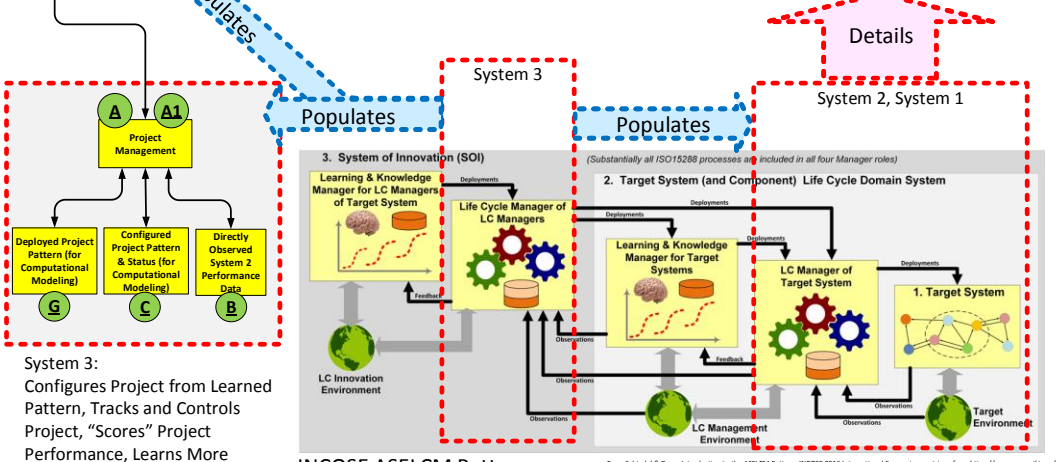 Populates
Details
System 3
System 2, System 1
Populates
Populates
A
A1
Project
Management
Deployed Project
Pattern (for
Computational
Modeling)
G
Configured
Project Pattern
& Status (for
Computational
Modeling)
C
Directly
Observed
System 2
Performance
Data
B
System 3:
Configures Project from Learned
Pattern, Tracks and Controls
Project, “Scores” Project
Performance, Learns More
3. System of Innovation (SOI)
(Substantially all ISO15288 processes are included in all four Manager roles)
Learning & Knowledge
Manager for LC Managers
of Target System
Deployments
Life Cycle Manager of
LC Managers
Feedback
LC Innovation
Environment
2. Target System (and Component) Life Cycle Domain System
Deployments
Deployments
Learning & Knowledge
Manager for Target
Systems
Deployments
LC Manager of
Target System
Deployments
1. Target System
Observations
Feedback
Observations
Observations
Observations
Observations
LC Management
Environment
Target
Environment